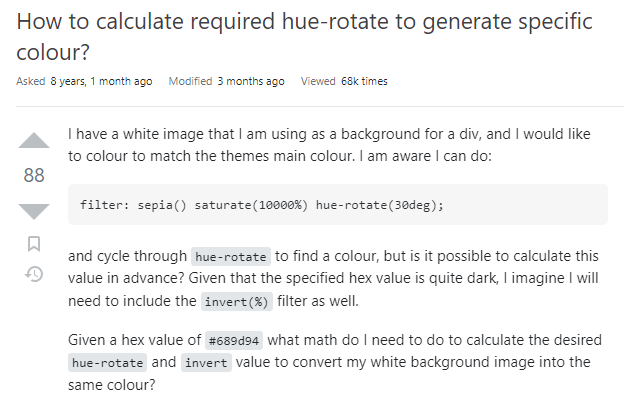 How to calculate required hue-rotate to generate specific
colour?
Asked 8 years, 1 month ago Modified 3 months ago Viewed 68k times
I have a white image that I am using as a background for a div, and I would like
to colour to match the themes main colour. I am aware I can do:
88
filter: sepia() saturate(10000%) hue-rotate(30deg);
and cycle through hue-rotate to find a colour, but is it possible to calculate this
value in advance? Given that the specified hex value is quite dark, I imagine I will
need to include the invert(%) filter as well.
Given a hex value of #689d94 what math do I need to do to calculate the desired
hue-rotate and invert value to convert my white background image into the
same colour?